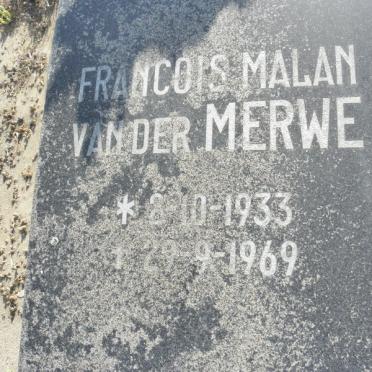 FRANCOIS MALAN
VAN DER MERWE
* 8-10-1933
† 29-9-1969